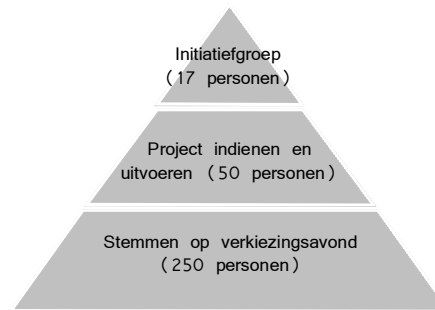 Initiatiefgroep
(17 personen)
Project indienen en
uitvoeren (50 personen)
Stemmen op verkiezingsavond
(250 personen)